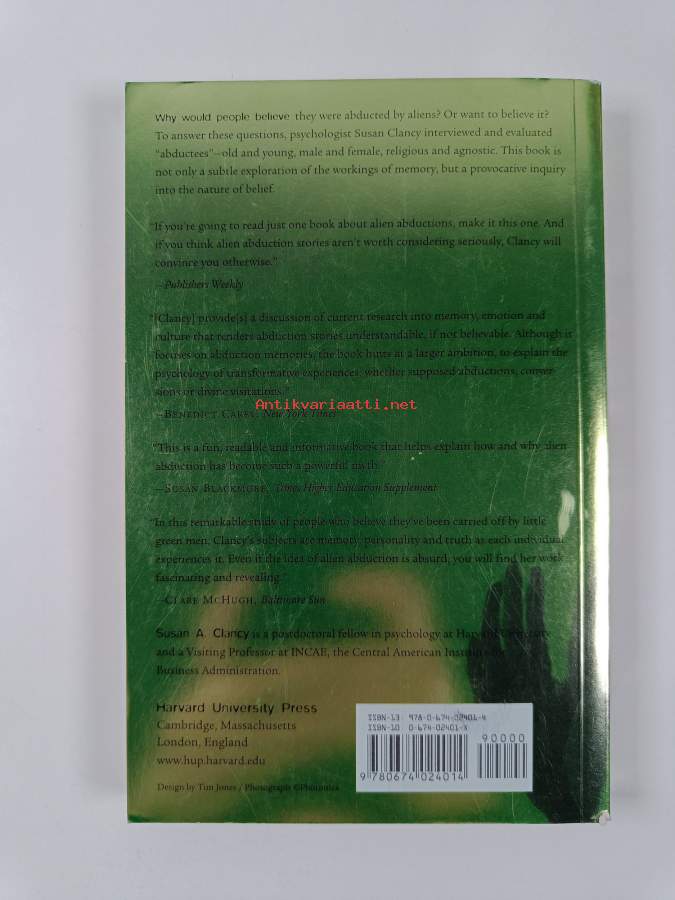 Why would people believe they were abducted by aliens? Or want to believe it?
To answer these questions, psychologist Susan Clancy interviewed and evaluated
"abductees"—old and young, male and female, religious and agnostic. This book is
not only a subtle exploration of the workings of memory, but a provocative inquiry
into the nature of belief.
"If you're going to read just one book about alien abductions, make it this one. And
if you think alien abduction stories aren't worth considering seriously, Clancy will
convince you otherwise."
—Publishers Weekly
"[Clancy] provide[s] a discussion of current research into memory, emotion and
culture that renders abduction stories understandable, if not believable. Although it
focuses on abduction memories, the book hints at a larger ambition, to explain the
psychology of transformative experiences, whether supposed abductions, conver-
sions or divine visitations."
Antikvariaatti.net
—Benedict Carey, New York Times
"This is a fun, readable and informative book that helps explain how and why alien
abduction has become such a powerful myth."
—Susan Blackmore, Times Higher Education Supplement
"In this remarkable study of people who believe they've been carried off by little
green men, Clancy's subjects are memory, personality and truth as each individual
experiences it. Even if the idea of alien abduction is absurd, you will find her work
fascinating and revealing."
—Clare McHugh, Baltimore Sun
Susan A. Clancy is a postdoctoral fellow in psychology at Harvard University
and a Visiting Professor at INCAE, the Central American Institute for
Business Administration.
Harvard University Press
Cambridge, Massachusetts
London, England
www.hup.harvard.edu
Design by Tim Jones / Photograph ©Photonica
ISBN-13 978-0-674-02401-4
ISBN-10 0-674-02401-X
90000
9 780674 024014